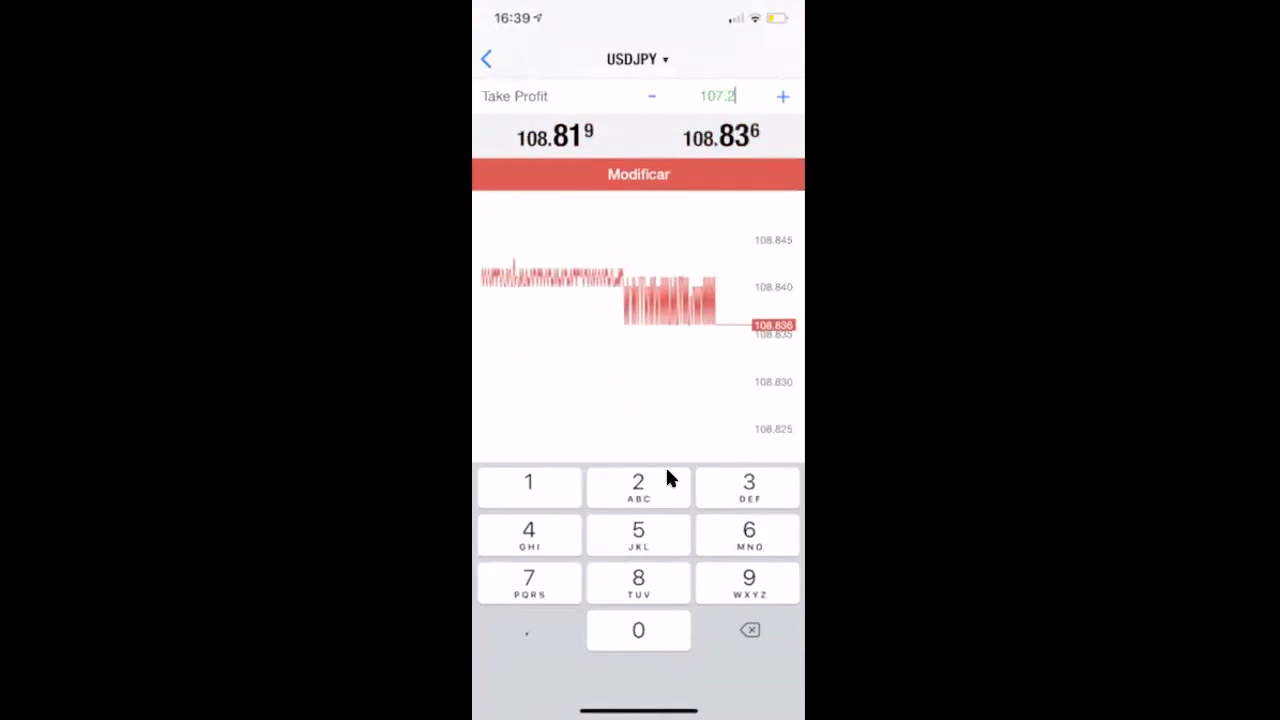 16:39
USDJPY ▾
Take Profit - 107.2 +
108.819 108.836
Modificar
108.845
108.840
108.836
108.835
108.830
108.825
1 2 3
ABC DEF
4 5 6
GHI JKL MNO
7 8 9
PQRS TUV WXYZ
. 0